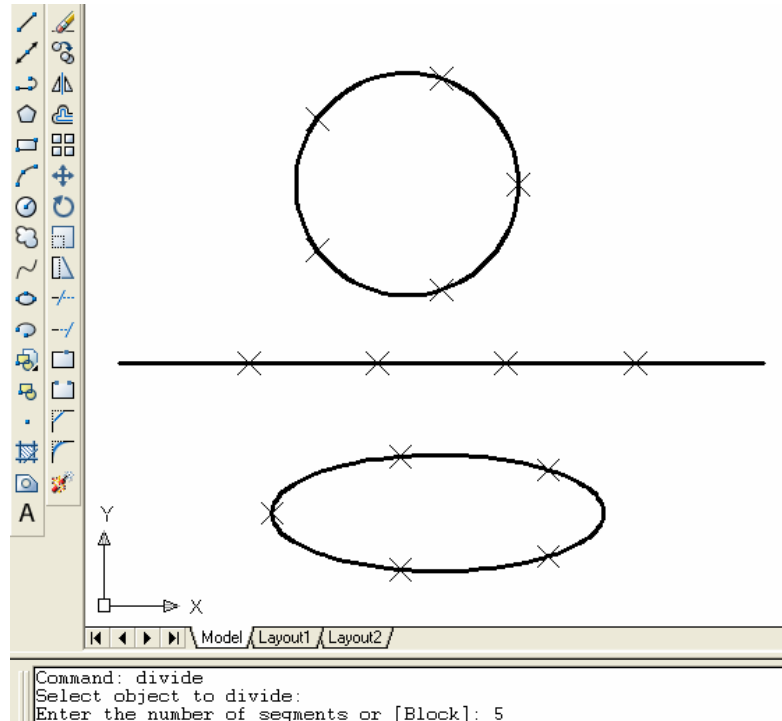 A
Y
X
Model Layout1 Layout2
Command: divide
Select object to divide:
Enter the number of segments or [Block]: 5